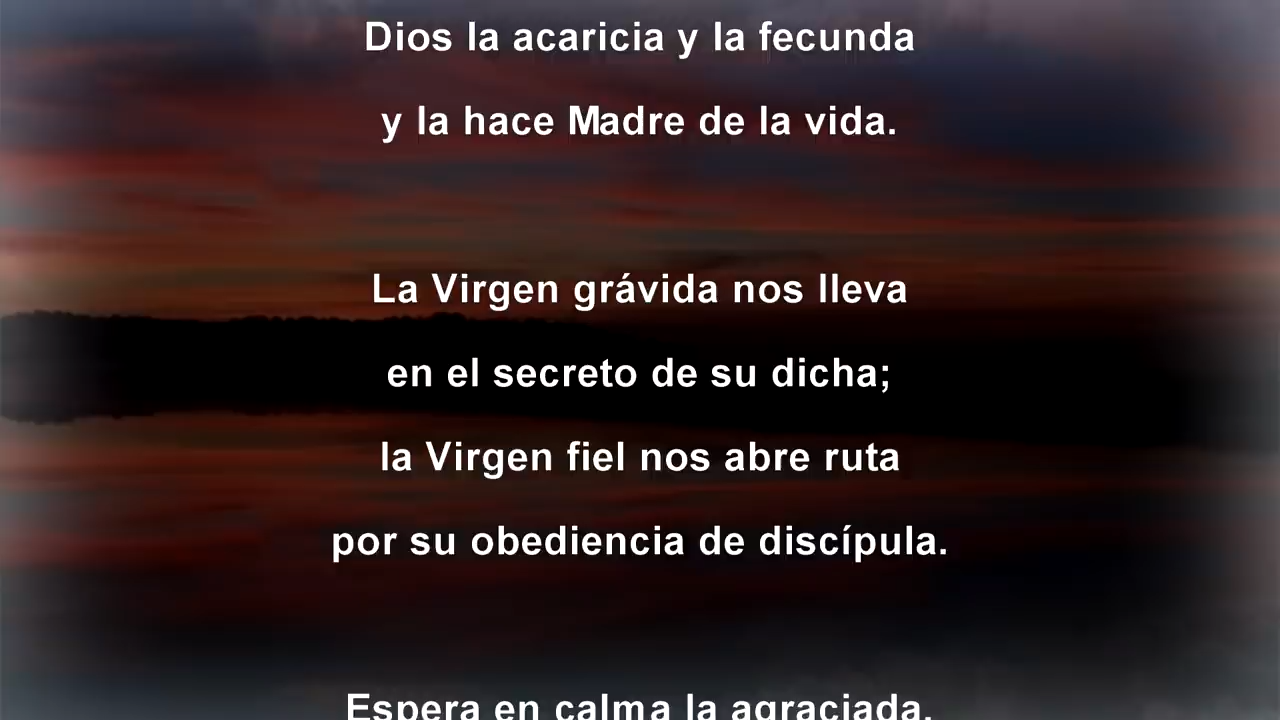 Dios la acaricia y la fecunda
y la hace Madre de la vida.
La Virgen grávida nos lleva
en el secreto de su dicha;
la Virgen fiel nos abre ruta
por su obediencia de discípula.
Espera en calma la agraciada,